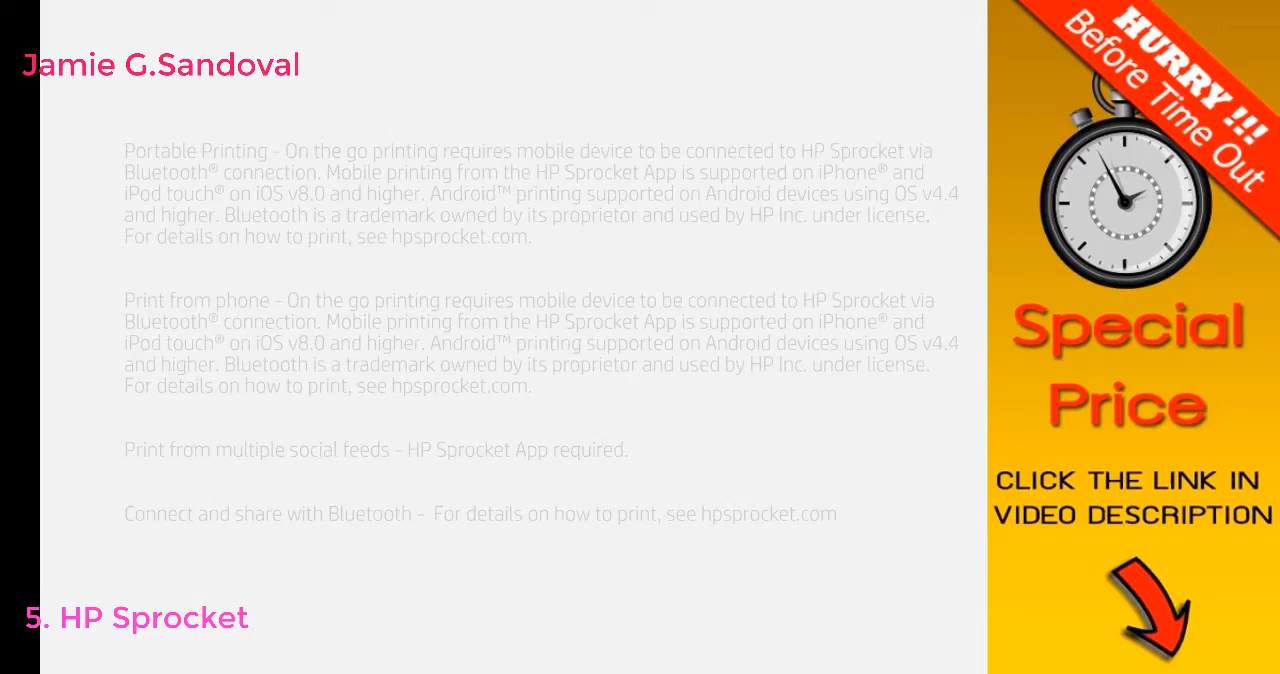 Jamie G.Sandoval
Portable Printing - On the go printing requires mobile device to be connected to HP Sprocket via
Bluetooth® connection. Mobile printing from the HP Sprocket App is supported on iPhone® and
iPod touch® on iOS v8.0 and higher. Android™ printing supported on Android devices using OS v4.4
and higher. Bluetooth is a trademark owned by its proprietor and used by HP Inc. under license.
For details on how to print, see hpsprocket.com.
Print from phone - On the go printing requires mobile device to be connected to HP Sprocket via
Bluetooth® connection. Mobile printing from the HP Sprocket App is supported on iPhone® and
iPod touch® on iOS v8.0 and higher. Android™ printing supported on Android devices using OS v4.4
and higher. Bluetooth is a trademark owned by its proprietor and used by HP Inc. under license.
For details on how to print, see hpsprocket.com.
Print from multiple social feeds - HP Sprocket App required.
Connect and share with Bluetooth - For details on how to print, see hpsprocket.com
5. HP Sprocket
HURRY !!!
Before Time Out
Special
Price
CLICK THE LINK IN
VIDEO DESCRIPTION